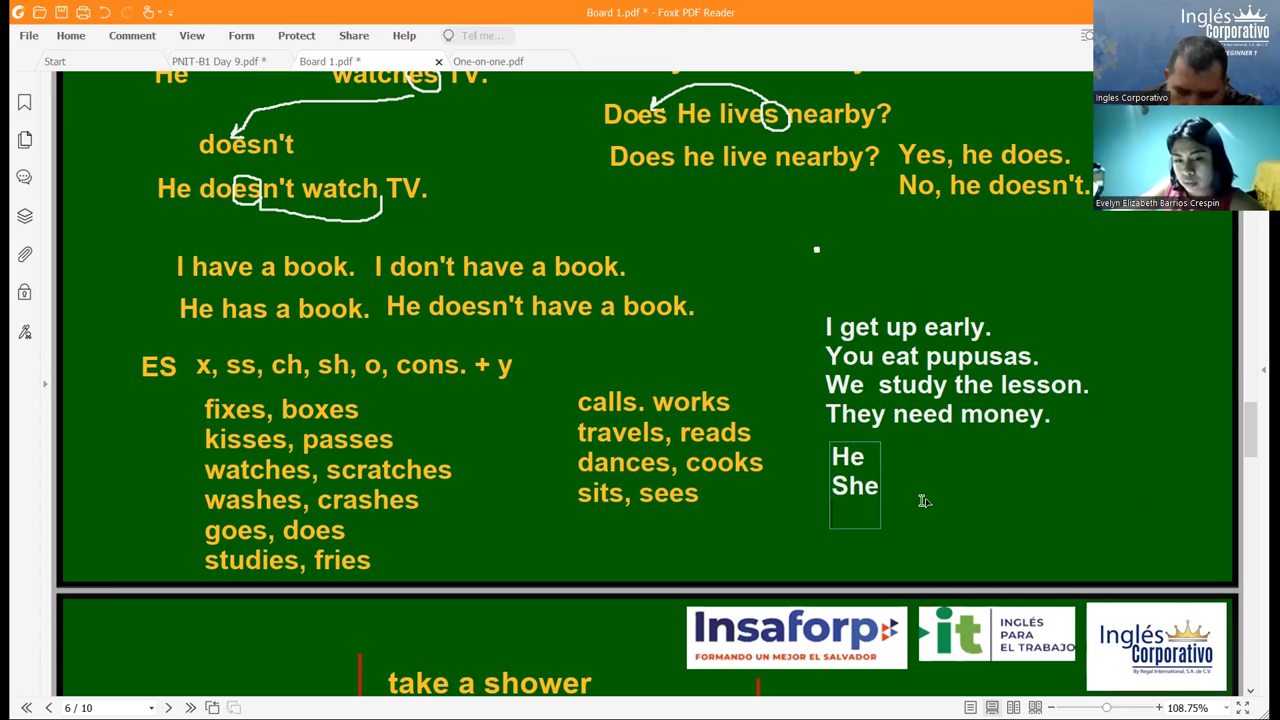 Board 1.pdf * - Foxit PDF Reader
File Home Comment View Form Protect Share Help Tell me...
Start PNIT-B1 Day 9.pdf * Board 1.pdf * One-on-one.pdf
Inglés
Corporativo
BEGINNER 1
Ingles Corporativo
Evelyn Elizabeth Barrios Crespin
He watches TV.
doesn't
He doesn't watch TV.
Does He lives nearby?
Does he live nearby?
Yes, he does.
No, he doesn't.
I have a book. I don't have a book.
He has a book. He doesn't have a book.
ES x, ss, ch, sh, o, cons. + y
fixes, boxes
kisses, passes
watches, scratches
washes, crashes
goes, does
studies, fries
calls. works
travels, reads
dances, cooks
sits, sees
I get up early.
You eat pupusas.
We study the lesson.
They need money.
He
She
Insaforp
FORMANDO UN MEJOR EL SALVADOR
it INGLÉS
PARA
EL TRABAJO
Inglés
Corporativo
By Regal International, S.A. de C.V.
take a shower
6 / 10
108.75%